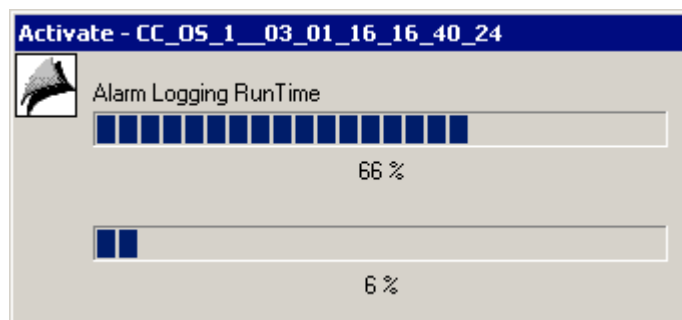 Activate - CC_OS_1__03_01_16_16_40_24
Alarm Logging RunTime
66 %
6 %